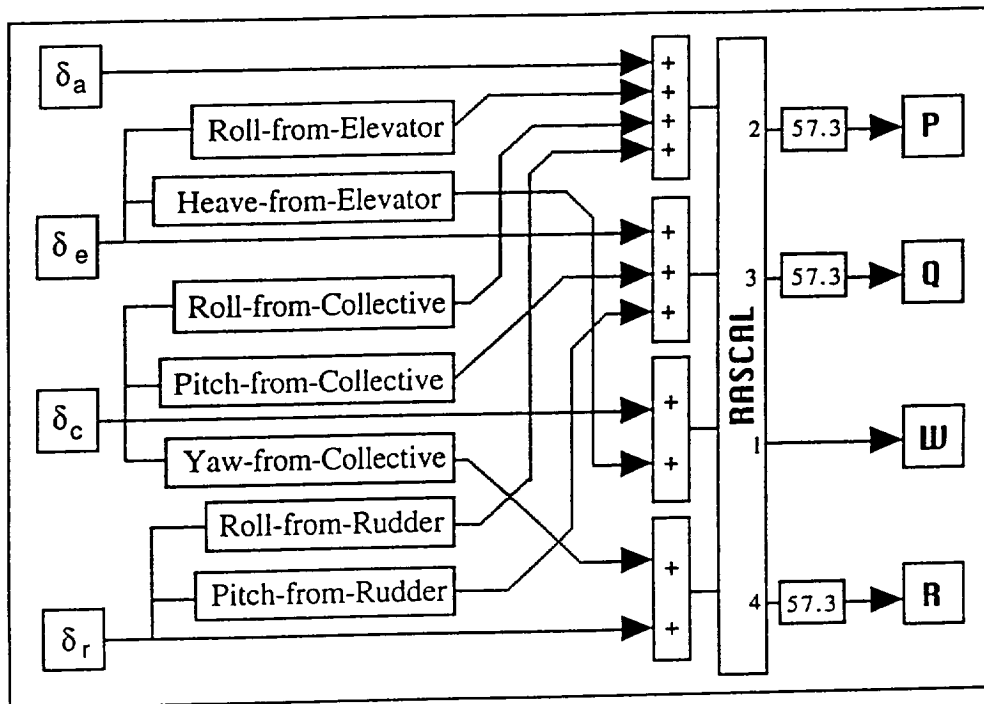 δa
Roll-from-Elevator
Heave-from-Elevator
δe
Roll-from-Collective
Pitch-from-Collective
δc
Yaw-from-Collective
Roll-from-Rudder
Pitch-from-Rudder
δr
+
+
+
+
+
+
+
+
+
+
+
RASCAL
2
57.3
P
3
57.3
Q
1
W
4
57.3
R